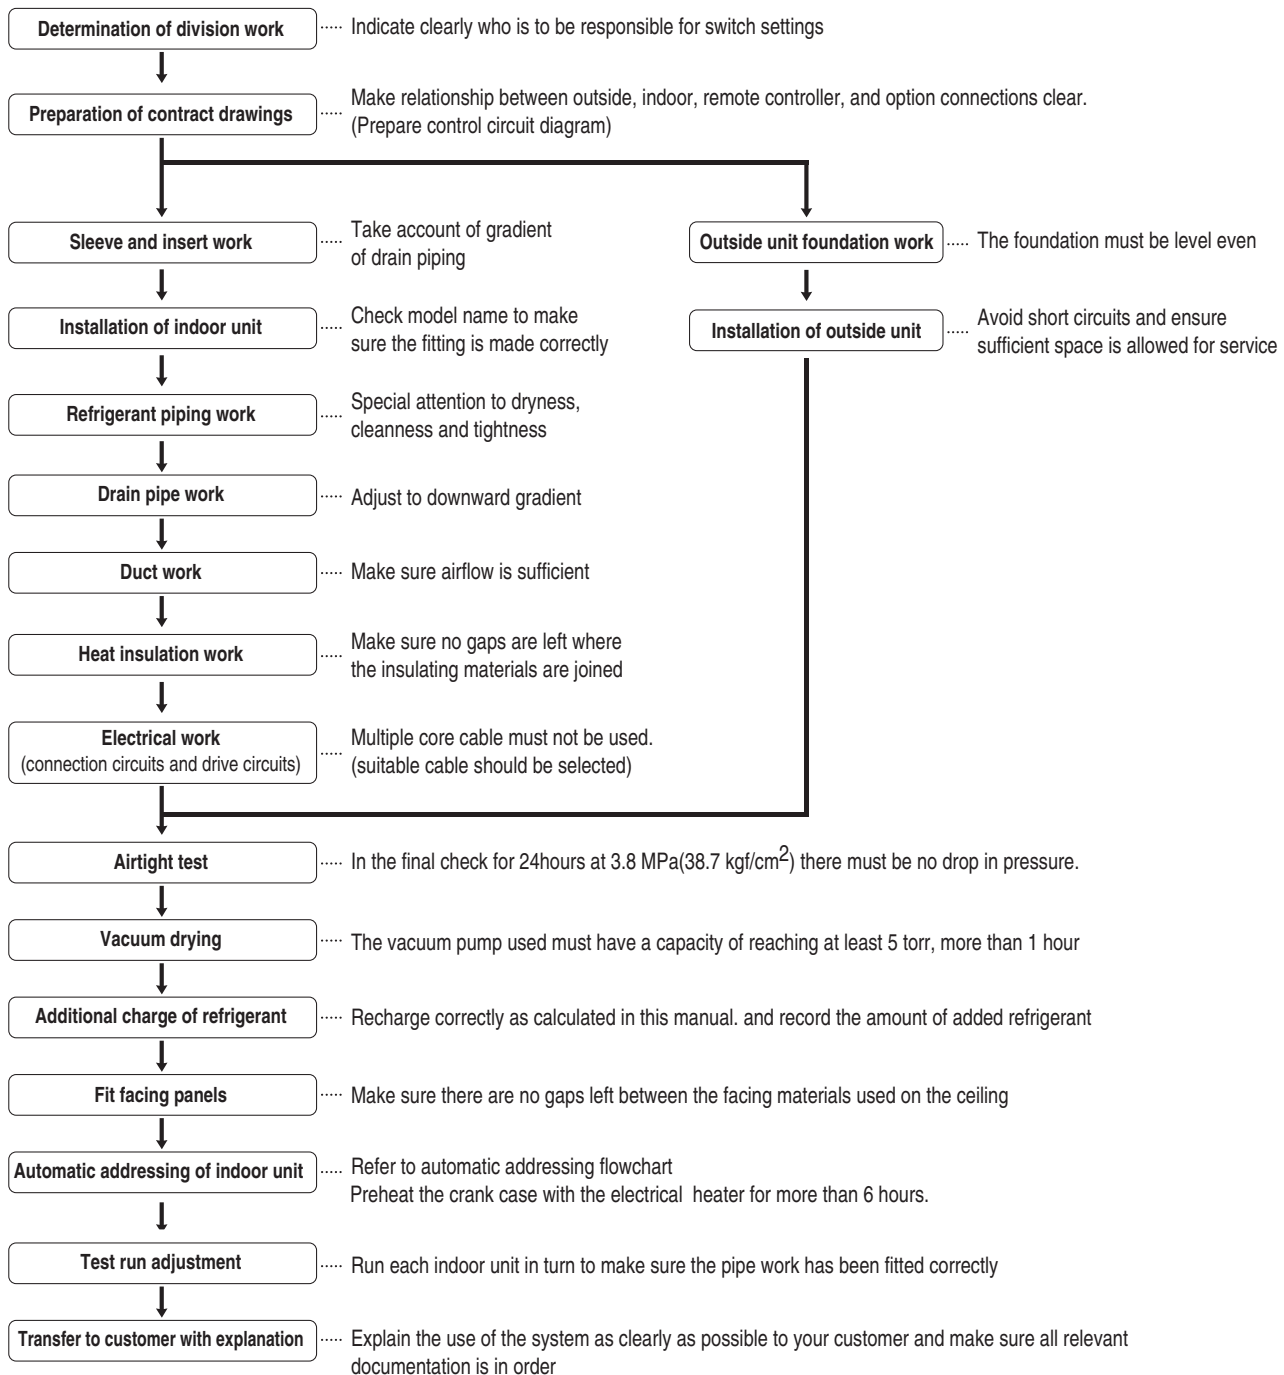 Determination of division work ..... Indicate clearly who is to be responsible for switch settings
Preparation of contract drawings ..... Make relationship between outside, indoor, remote controller, and option connections clear.
(Prepare control circuit diagram)
Sleeve and insert work ..... Take account of gradient
of drain piping
Outside unit foundation work ..... The foundation must be level even
Installation of indoor unit ..... Check model name to make
sure the fitting is made correctly
Installation of outside unit ..... Avoid short circuits and ensure
sufficient space is allowed for service
Refrigerant piping work ..... Special attention to dryness,
cleanness and tightness
Drain pipe work ..... Adjust to downward gradient
Duct work ..... Make sure airflow is sufficient
Heat insulation work ..... Make sure no gaps are left where
the insulating materials are joined
Electrical work
(connection circuits and drive circuits) ..... Multiple core cable must not be used.
(suitable cable should be selected)
Airtight test ..... In the final check for 24hours at 3.8 MPa(38.7 kgf/cm²) there must be no drop in pressure.
Vacuum drying ..... The vacuum pump used must have a capacity of reaching at least 5 torr, more than 1 hour
Additional charge of refrigerant ..... Recharge correctly as calculated in this manual. and record the amount of added refrigerant
Fit facing panels ..... Make sure there are no gaps left between the facing materials used on the ceiling
Automatic addressing of indoor unit ..... Refer to automatic addressing flowchart
Preheat the crank case with the electrical heater for more than 6 hours.
Test run adjustment ..... Run each indoor unit in turn to make sure the pipe work has been fitted correctly
Transfer to customer with explanation ..... Explain the use of the system as clearly as possible to your customer and make sure all relevant
documentation is in order